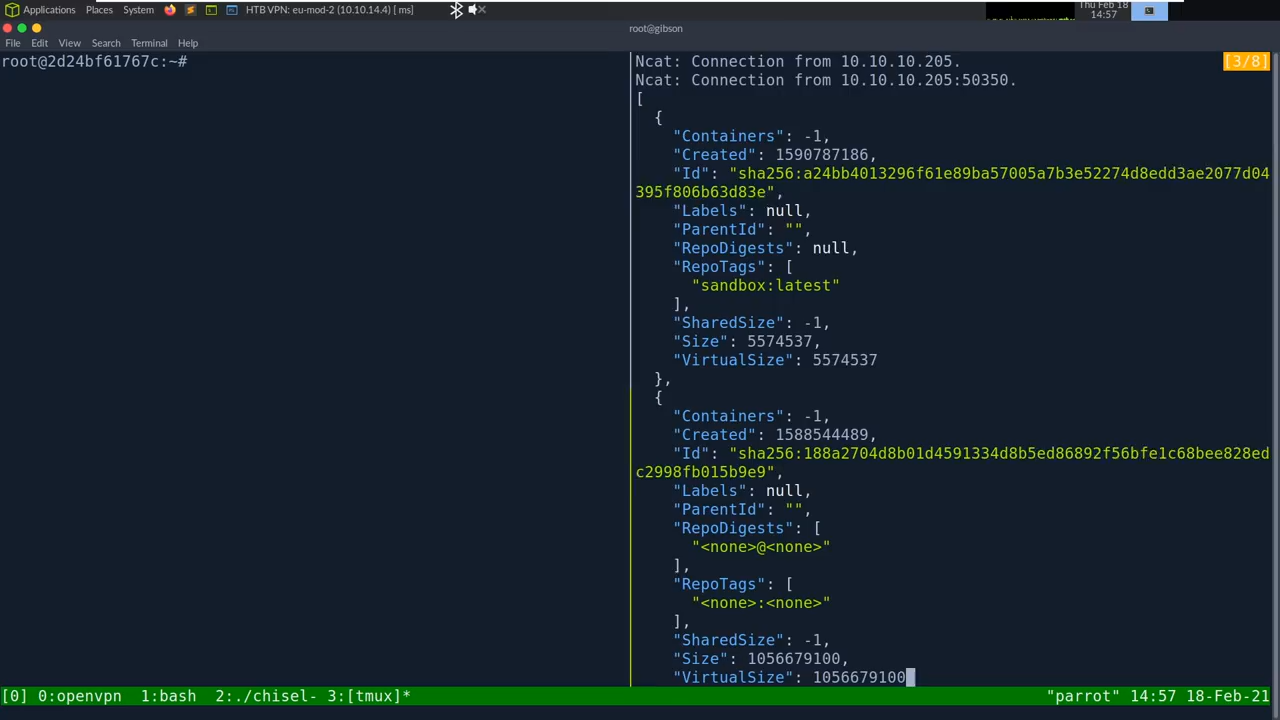 Applications Places System HTB VPN: eu-mod-2 (10.10.14.4) [ ms]
Thu Feb 18
14:57
root@gibson
File Edit View Search Terminal Help
root@2d24bf61767c:~#
Ncat: Connection from 10.10.10.205.
[3/8]
Ncat: Connection from 10.10.10.205:50350.
[
{
"Containers": -1,
"Created": 1590787186,
"Id": "sha256:a24bb4013296f61e89ba57005a7b3e52274d8edd3ae2077d04
395f806b63d83e",
"Labels": null,
"ParentId": "",
"RepoDigests": null,
"RepoTags": [
"sandbox:latest"
],
"SharedSize": -1,
"Size": 5574537,
"VirtualSize": 5574537
},
{
"Containers": -1,
"Created": 1588544489,
"Id": "sha256:188a2704d8b01d4591334d8b5ed86892f56bfe1c68bee828ed
c2998fb015b9e9",
"Labels": null,
"ParentId": "",
"RepoDigests": [
"<none>@<none>"
],
"RepoTags": [
"<none>:<none>"
],
"SharedSize": -1,
"Size": 1056679100,
"VirtualSize": 1056679100
[0] 0:openvpn 1:bash 2:./chisel- 3:[tmux]*
"parrot" 14:57 18-Feb-21